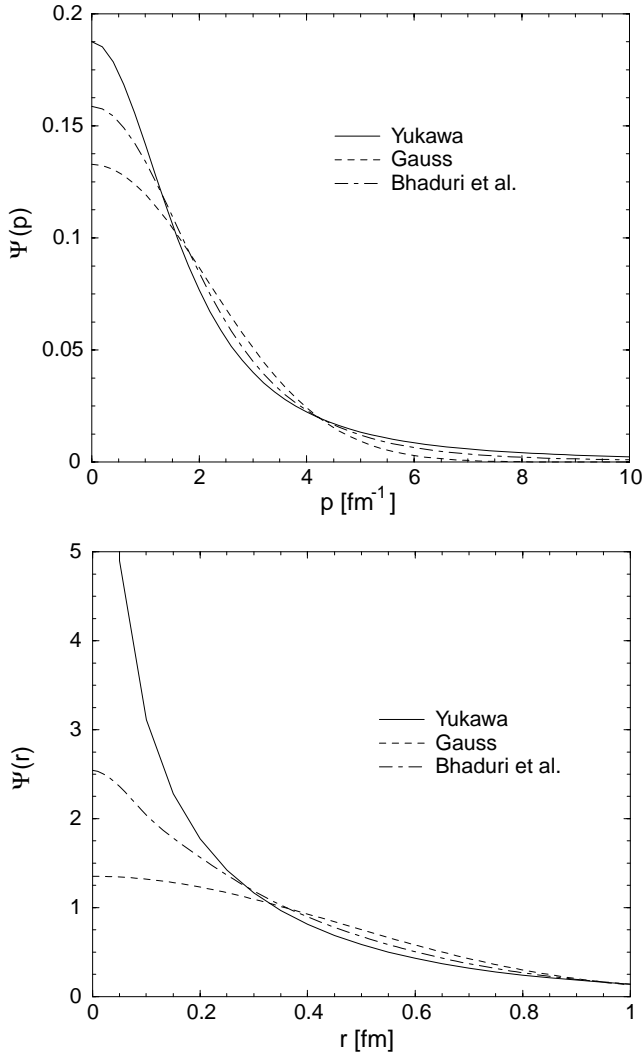 0.2
0.15
0.1
0.05
0
Ψ(p)
Yukawa
Gauss
Bhaduri et al.
0 2 4 6 8 10
p [fm⁻¹]
5
4
3
2
1
0
Ψ(r)
Yukawa
Gauss
Bhaduri et al.
0 0.2 0.4 0.6 0.8 1
r [fm]